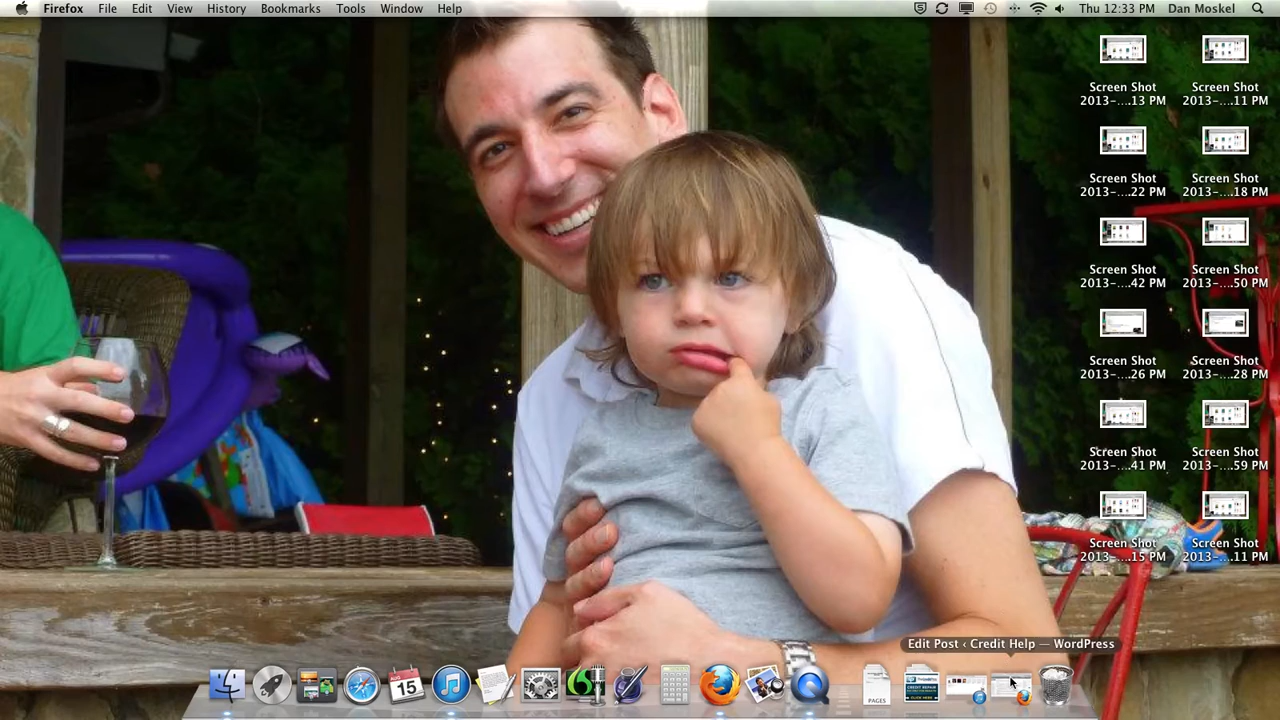 Firefox File Edit View History Bookmarks Tools Window Help Thu 12:33 PM Dan Moskel
Screen Shot 2013-....13 PM
Screen Shot 2013-....11 PM
Screen Shot 2013-....22 PM
Screen Shot 2013-....18 PM
Screen Shot 2013-....42 PM
Screen Shot 2013-....50 PM
Screen Shot 2013-....26 PM
Screen Shot 2013-....28 PM
Screen Shot 2013-....41 PM
Screen Shot 2013-....59 PM
Screen Shot 2013-....15 PM
Screen Shot 2013-....11 PM
Edit Post ‹ Credit Help — WordPress
AUG
15
PAGES
CREDIT REPAIR